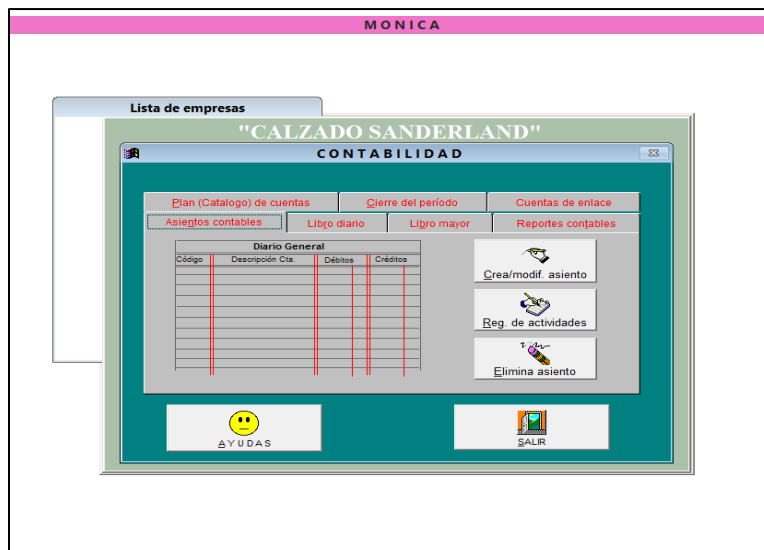 MONICA
Lista de empresas
"CALZADO SANDERLAND"
CONTABILIDAD
Plan (Catalogo) de cuentas
Cierre del período
Cuentas de enlace
Asientos contables
Libro diario
Libro mayor
Reportes contables
Diario General
Código Descripción Cta. Débitos Créditos
Crea/modif. asiento
Reg. de actividades
Elimina asiento
AYUDAS
SALIR